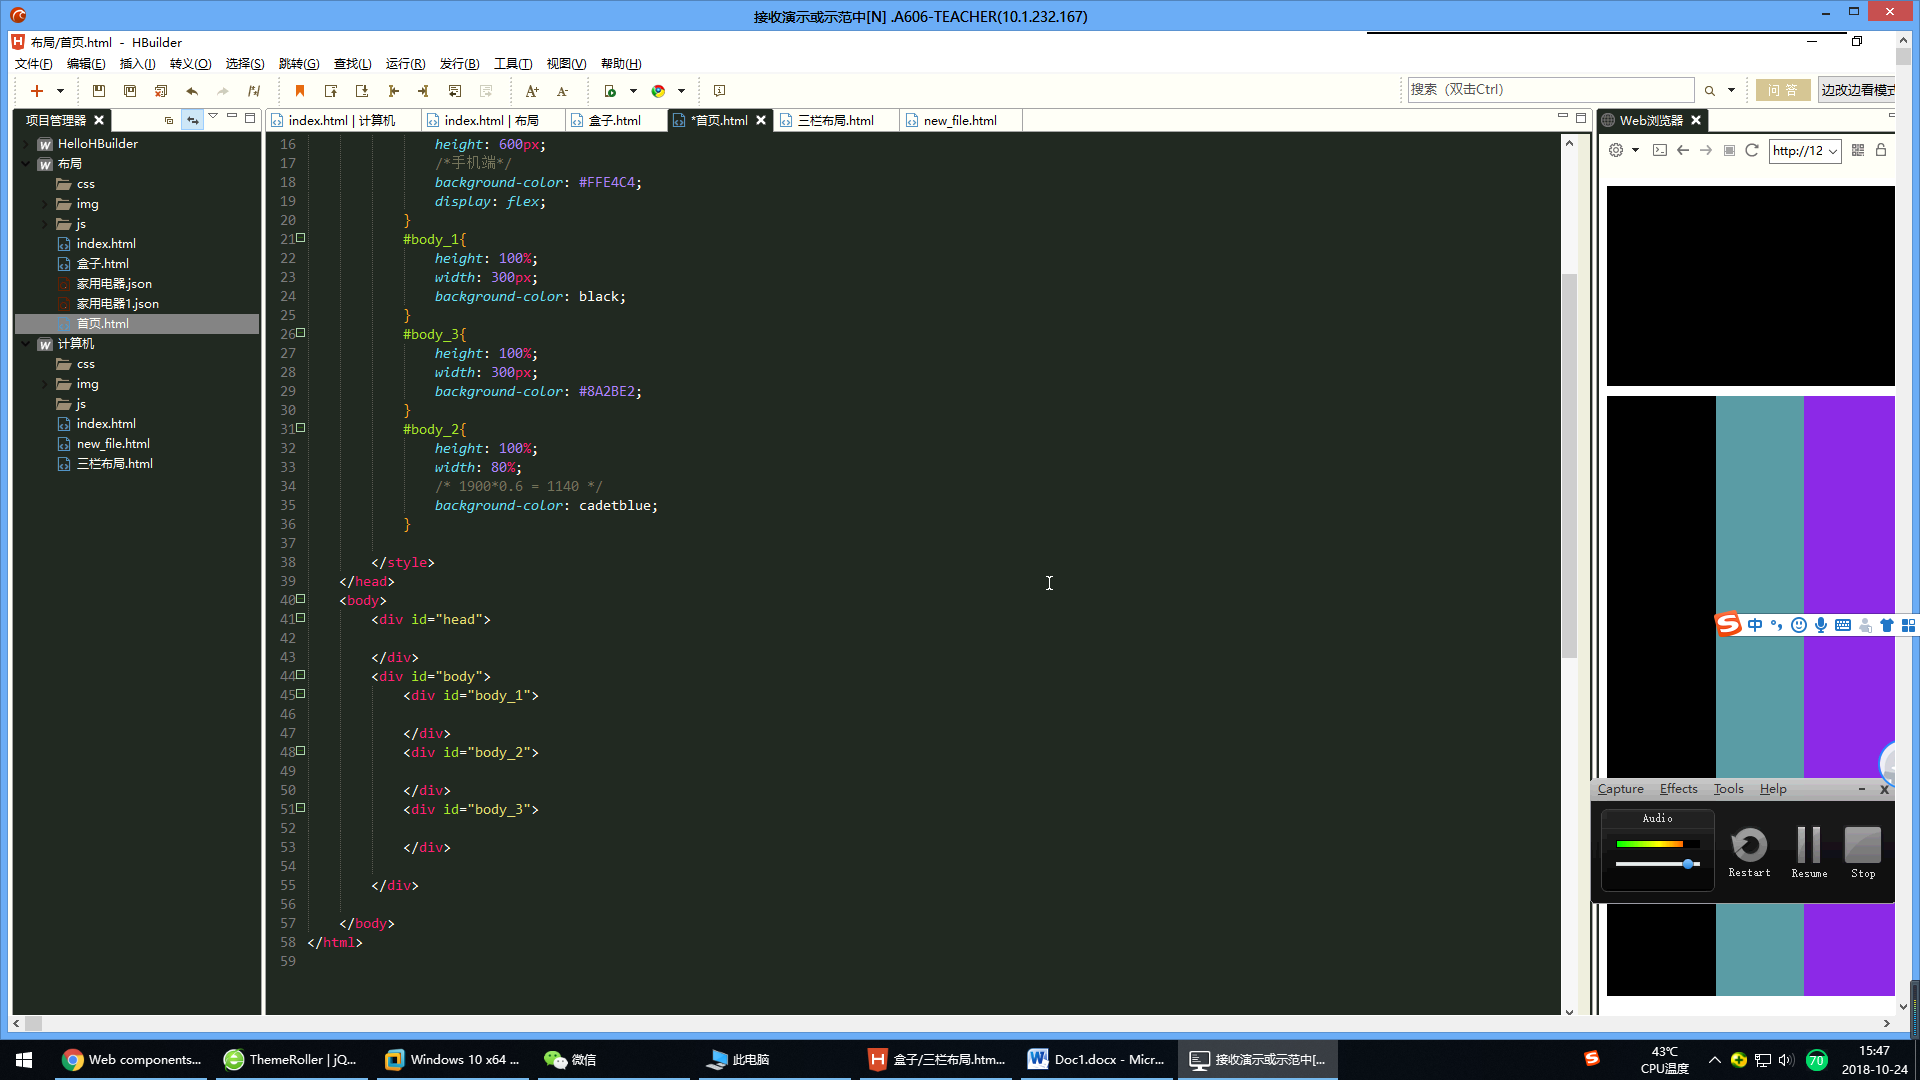 接收演示或示范中[N] .A606-TEACHER(10.1.232.167)
布局/首页.html - HBuilder
文件(F) 编辑(E) 插入(I) 转义(O) 选择(S) 跳转(G) 查找(L) 运行(R) 发行(B) 工具(T) 视图(V) 帮助(H)
搜索（双击Ctrl） 问 答 边改边看模式
项目管理器
index.html | 计算机 index.html | 布局 盒子.html *首页.html 三栏布局.html new_file.html
Web浏览器
http://12
HelloHBuilder
布局
css
img
js
index.html
盒子.html
家用电器.json
家用电器1.json
首页.html
计算机
css
img
js
index.html
new_file.html
三栏布局.html
16 height: 600px;
17 /*手机端*/
18 background-color: #FFE4C4;
19 display: flex;
20 }
21 #body_1{
22 height: 100%;
23 width: 300px;
24 background-color: black;
25 }
26 #body_3{
27 height: 100%;
28 width: 300px;
29 background-color: #8A2BE2;
30 }
31 #body_2{
32 height: 100%;
33 width: 80%;
34 /* 1900*0.6 = 1140 */
35 background-color: cadetblue;
36 }
37
38 </style>
39 </head>
40 <body>
41 <div id="head">
42
43 </div>
44 <div id="body">
45 <div id="body_1">
46
47 </div>
48 <div id="body_2">
49
50 </div>
51 <div id="body_3">
52
53 </div>
54
55 </div>
56
57 </body>
58 </html>
59
中
Capture Effects Tools Help
Audio
Restart Resume Stop
Web components... ThemeRoller | jQ... Windows 10 x64 ... 微信 此电脑 盒子/三栏布局.htm... Doc1.docx - Micr... 接收演示或示范中[...
43℃
CPU温度
70
15:47
2018-10-24